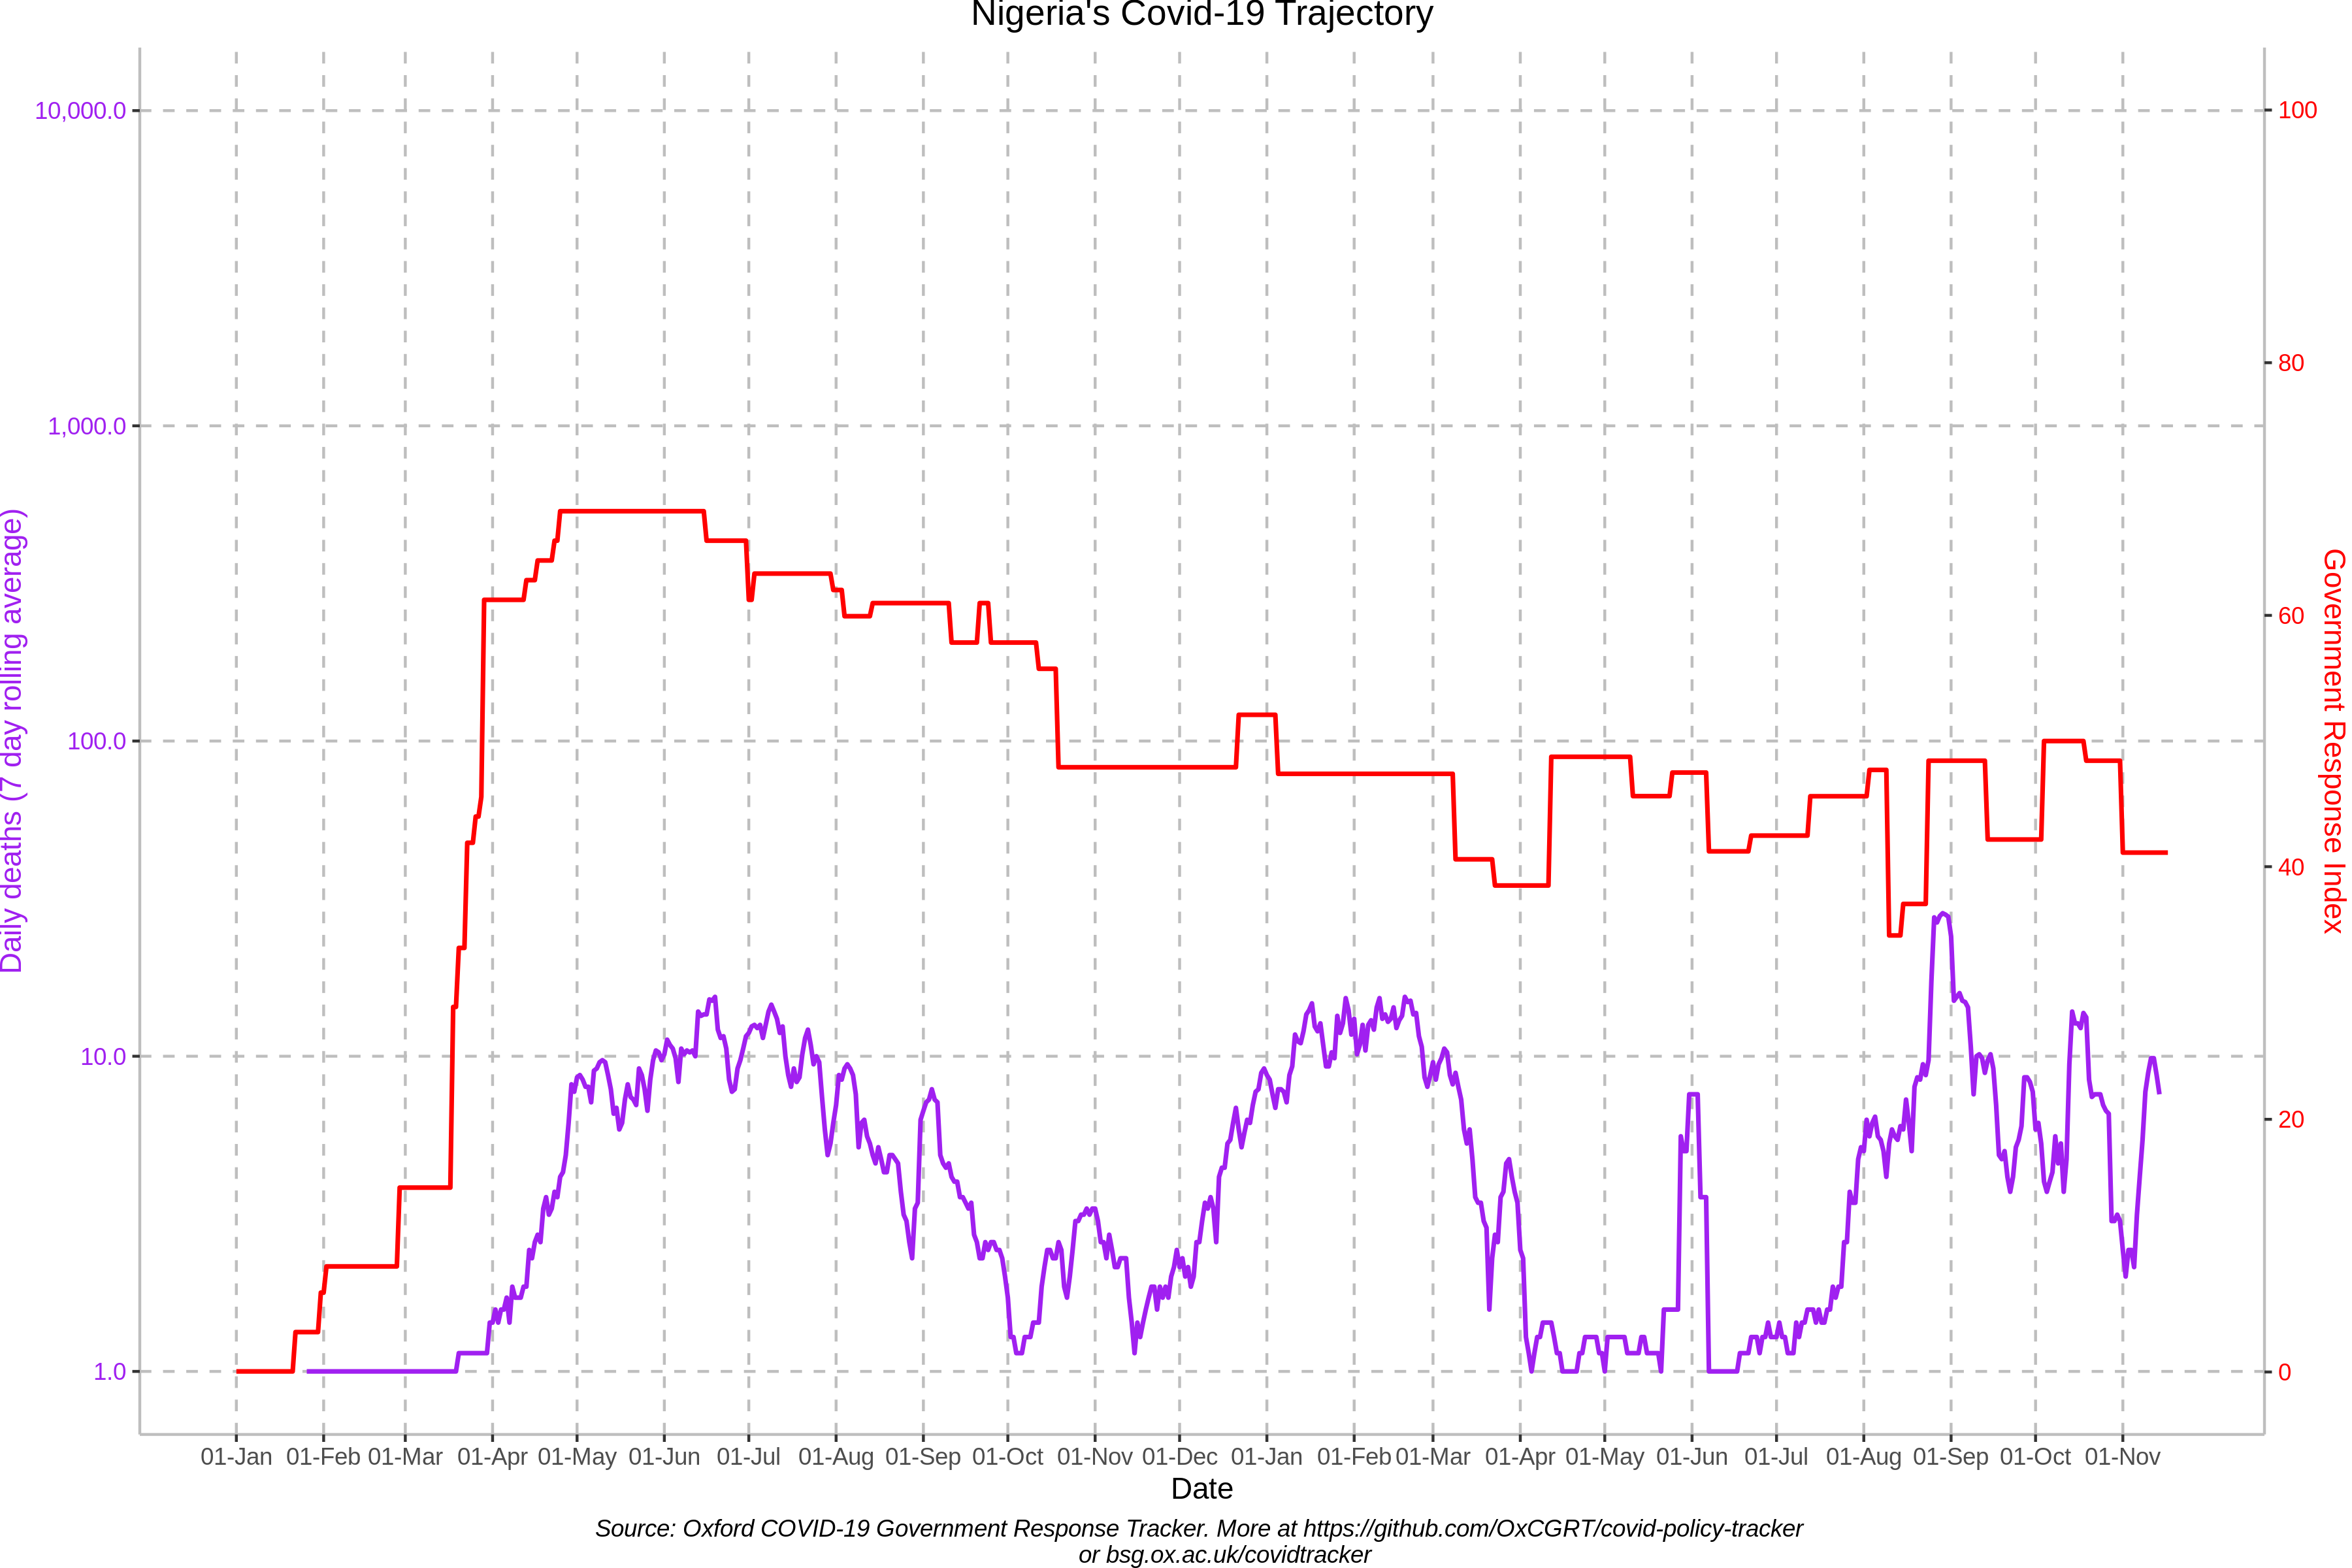 Nigeria's Covid-19 Trajectory
10,000.0
1,000.0
100.0
10.0
1.0
Daily deaths (7 day rolling average)
100
80
60
40
20
0
Government Response Index
01-Jan 01-Feb 01-Mar 01-Apr 01-May 01-Jun 01-Jul 01-Aug 01-Sep 01-Oct 01-Nov 01-Dec 01-Jan 01-Feb 01-Mar 01-Apr 01-May 01-Jun 01-Jul 01-Aug 01-Sep 01-Oct 01-Nov
Date
Source: Oxford COVID-19 Government Response Tracker. More at https://github.com/OxCGRT/covid-policy-tracker
or bsg.ox.ac.uk/covidtracker